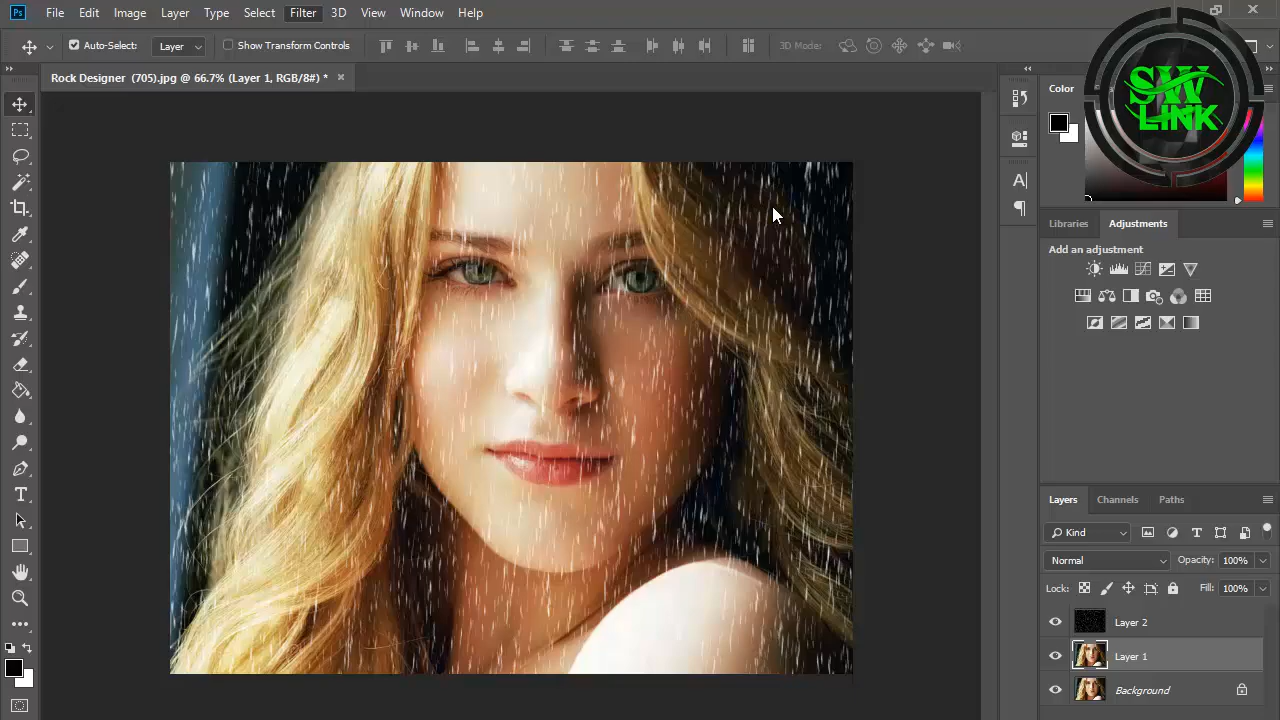 Ps File Edit Image Layer Type Select Filter 3D View Window Help
Auto-Select: Layer Show Transform Controls 3D Mode:
Rock Designer (705).jpg @ 66.7% (Layer 1, RGB/8#) * ×
Color
SW
LINK
A
Libraries Adjustments
Add an adjustment
Layers Channels Paths
Kind
Normal Opacity: 100%
Lock: Fill: 100%
Layer 2
Layer 1
Background